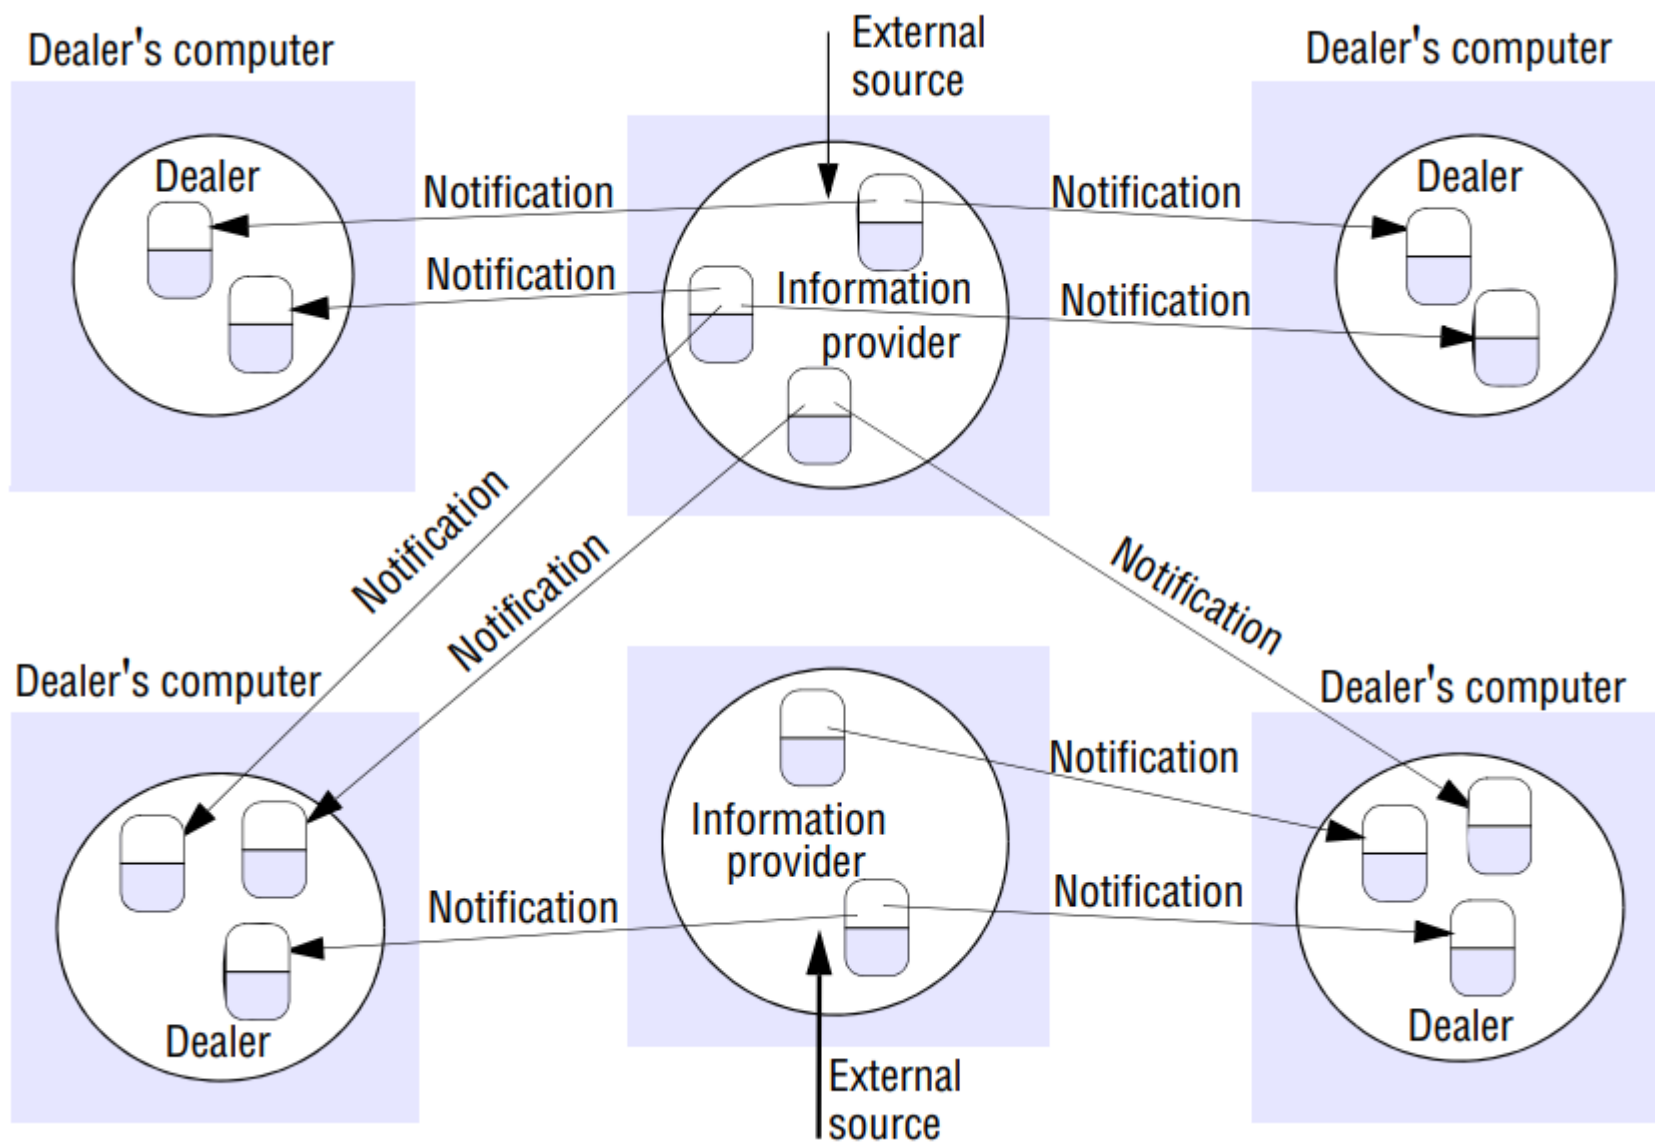 External
source
Dealer's computer
Dealer's computer
Dealer
Notification
Notification
Dealer
Notification
Information
provider
Notification
Notification
Notification
Notification
Dealer's computer
Dealer's computer
Notification
Information
provider
Notification
Notification
Dealer
Dealer
External
source